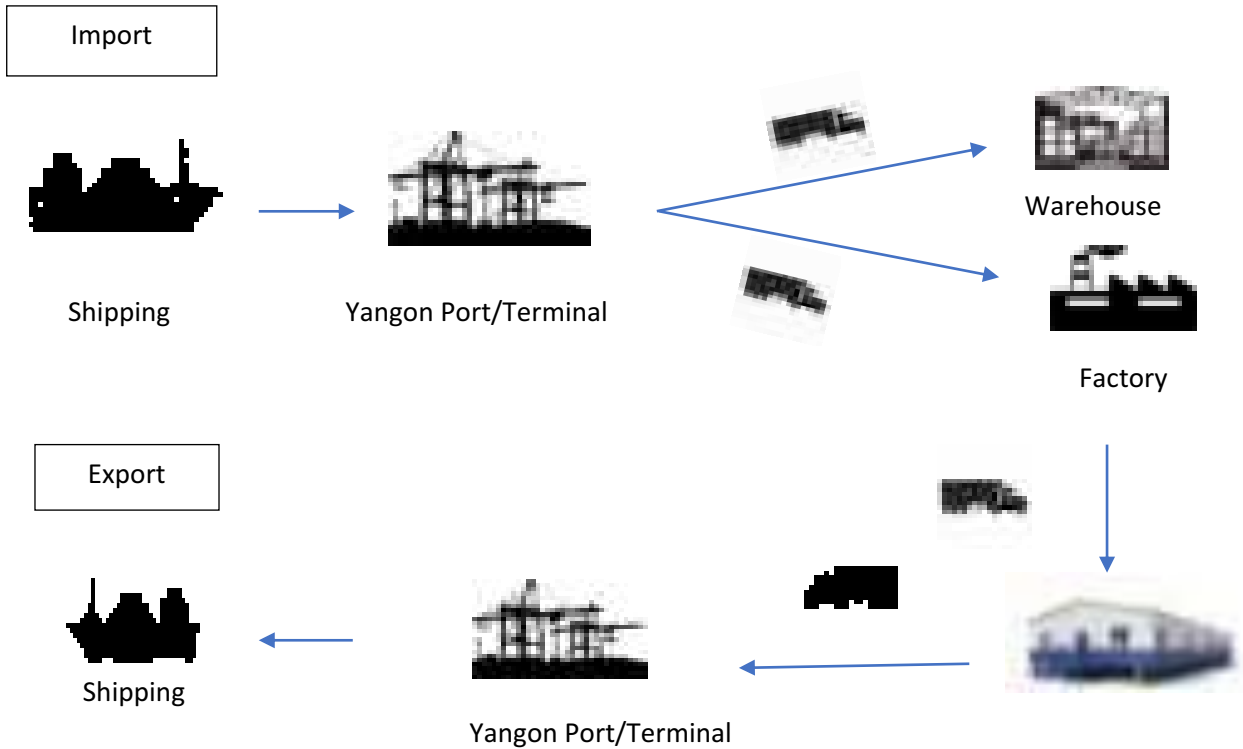 Import
Warehouse
Shipping
Yangon Port/Terminal
Factory
Export
Shipping
Yangon Port/Terminal